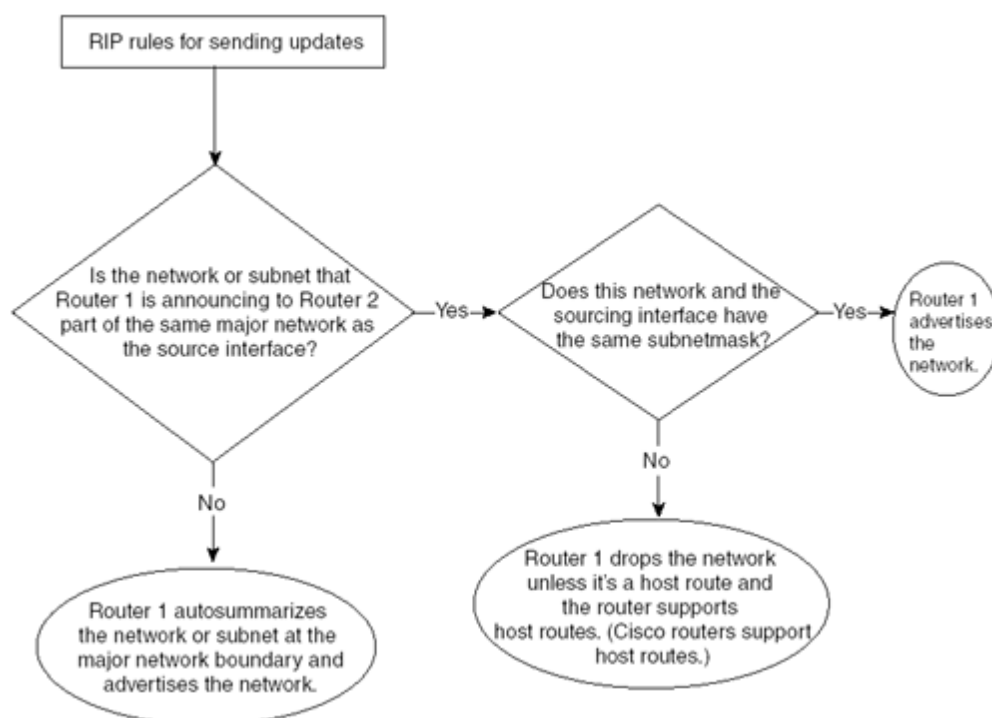 RIP rules for sending updates
Is the network or subnet that
Router 1 is announcing to Router 2
part of the same major network as
the source interface?
Yes
Does this network and the
sourcing interface have
the same subnetmask?
Yes
Router 1
advertises
the
network.
No
No
Router 1 autosummarizes
the network or subnet at the
major network boundary and
advertises the network.
Router 1 drops the network
unless it's a host route and
the router supports
host routes. (Cisco routers support
host routes.)